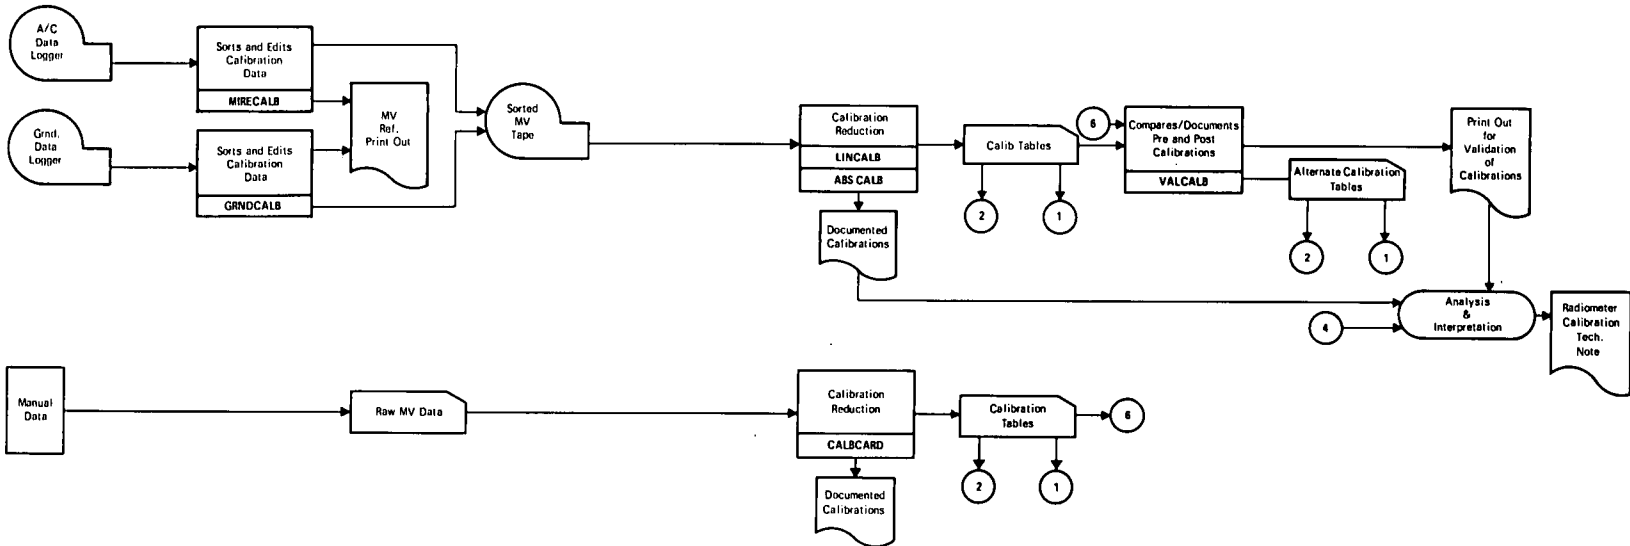 A/C
Data
Logger
Sorts and Edits
Calibration
Data
MIRECALB
MV
Ref.
Print Out
Grnd.
Data
Logger
Sorts and Edits
Calibration
Data
GRNDCALB
Sorted
MV
Tape
Calibration
Reduction
LINCALB
ABS CALB
Documented
Calibrations
Calib Tables
2
1
6
Compares/Documents
Pre and Post
Calibrations
VALCALB
Alternate Calibration
Tables
2
1
Print Out
for
Validation
of
Calibrations
4
Analysis
&
Interpretation
Radiometer
Calibration
Tech.
Note
Manual
Data
Raw MV Data
Calibration
Reduction
CALBCARD
Documented
Calibrations
Calibration
Tables
2
1
6